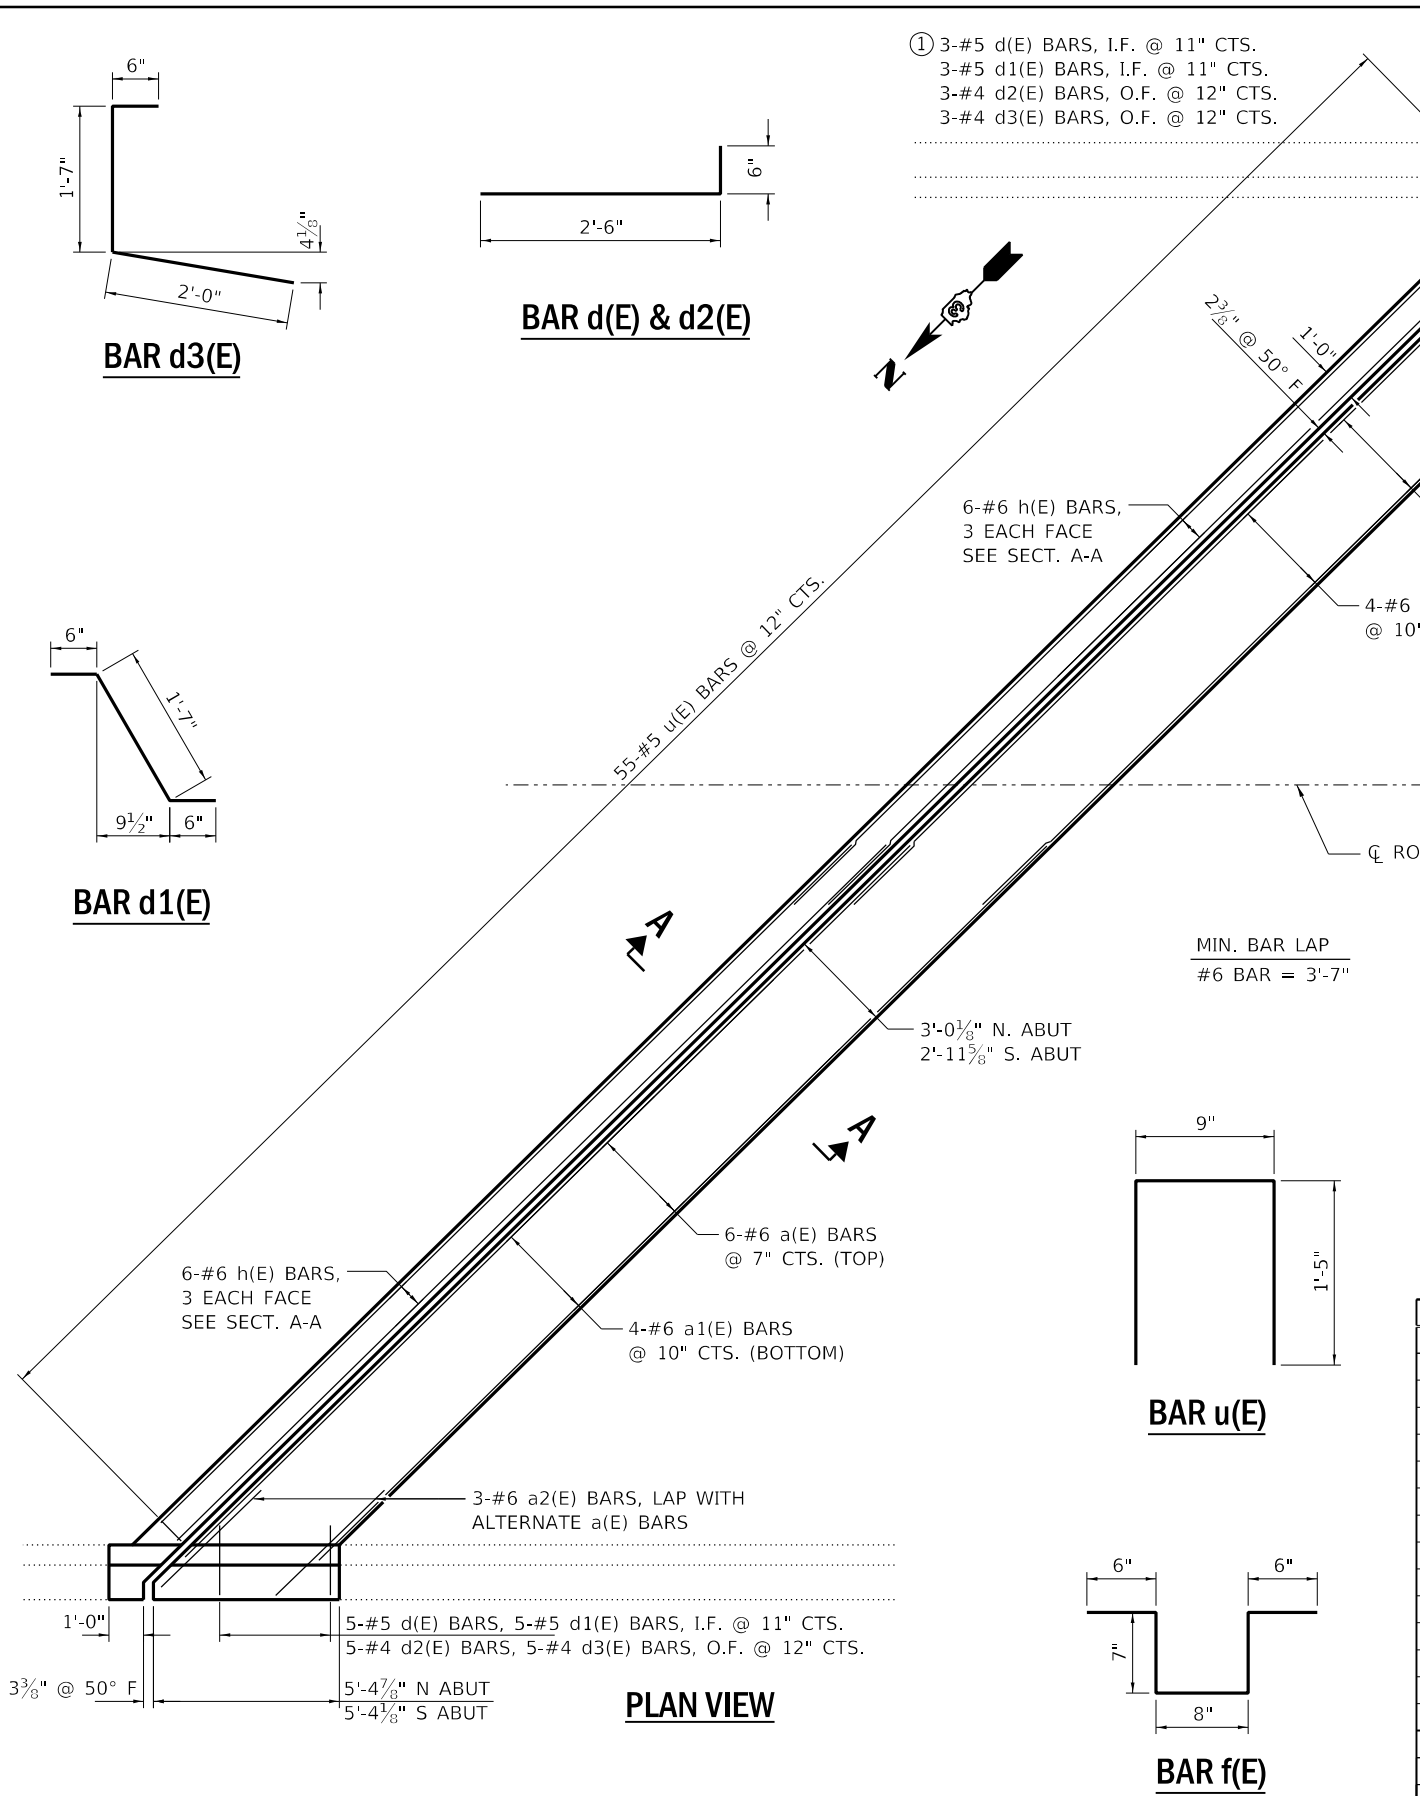 ① 3-#5 d(E) BARS, I.F. @ 11" CTS.
3-#5 d1(E) BARS, I.F. @ 11" CTS.
3-#4 d2(E) BARS, O.F. @ 12" CTS.
3-#4 d3(E) BARS, O.F. @ 12" CTS.
6"
1'-7"
4⅛"
2'-0"
BAR d3(E)
6"
2'-6"
BAR d(E) & d2(E)
N
2⅜" @ 50° F
1'-0"
6-#6 h(E) BARS,
3 EACH FACE
SEE SECT. A-A
4-#6
@ 10"
55-#5 u(E) BARS @ 12" CTS.
6"
1'-7"
9½"
6"
BAR d1(E)
℄ RO
A
MIN. BAR LAP
#6 BAR = 3'-7"
3'-0⅛" N. ABUT
2'-11⅝" S. ABUT
A
9"
1'-5"
BAR u(E)
6-#6 a(E) BARS
@ 7" CTS. (TOP)
6-#6 h(E) BARS,
3 EACH FACE
SEE SECT. A-A
4-#6 a1(E) BARS
@ 10" CTS. (BOTTOM)
3-#6 a2(E) BARS, LAP WITH
ALTERNATE a(E) BARS
1'-0"
5-#5 d(E) BARS, 5-#5 d1(E) BARS, I.F. @ 11" CTS.
5-#4 d2(E) BARS, 5-#4 d3(E) BARS, O.F. @ 12" CTS.
3⅜" @ 50° F
5'-4⅞" N ABUT
5'-4⅛" S ABUT
PLAN VIEW
6"
6"
7"
8"
BAR f(E)